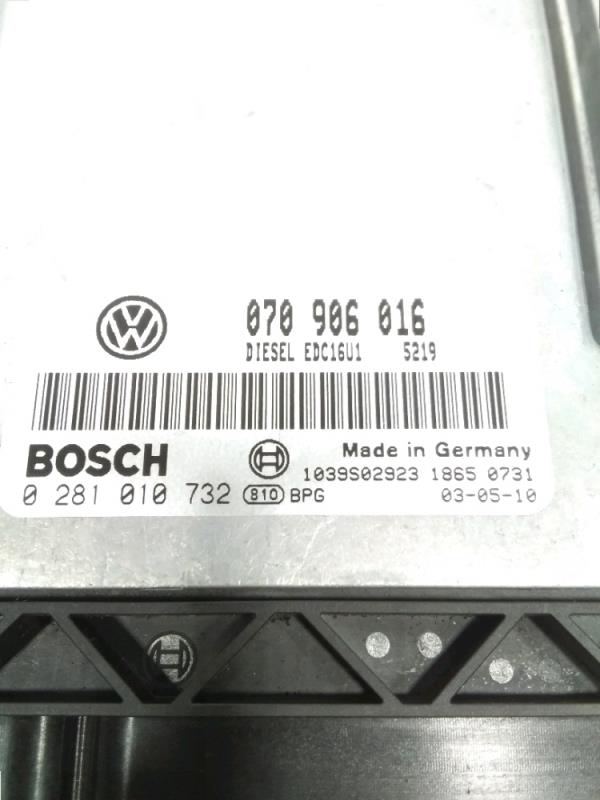 070 906 016
DIESEL EDC16U1 5219
BOSCH
Made in Germany
1039S02923 1865 0731
0 281 010 732 810 BPG 03-05-10